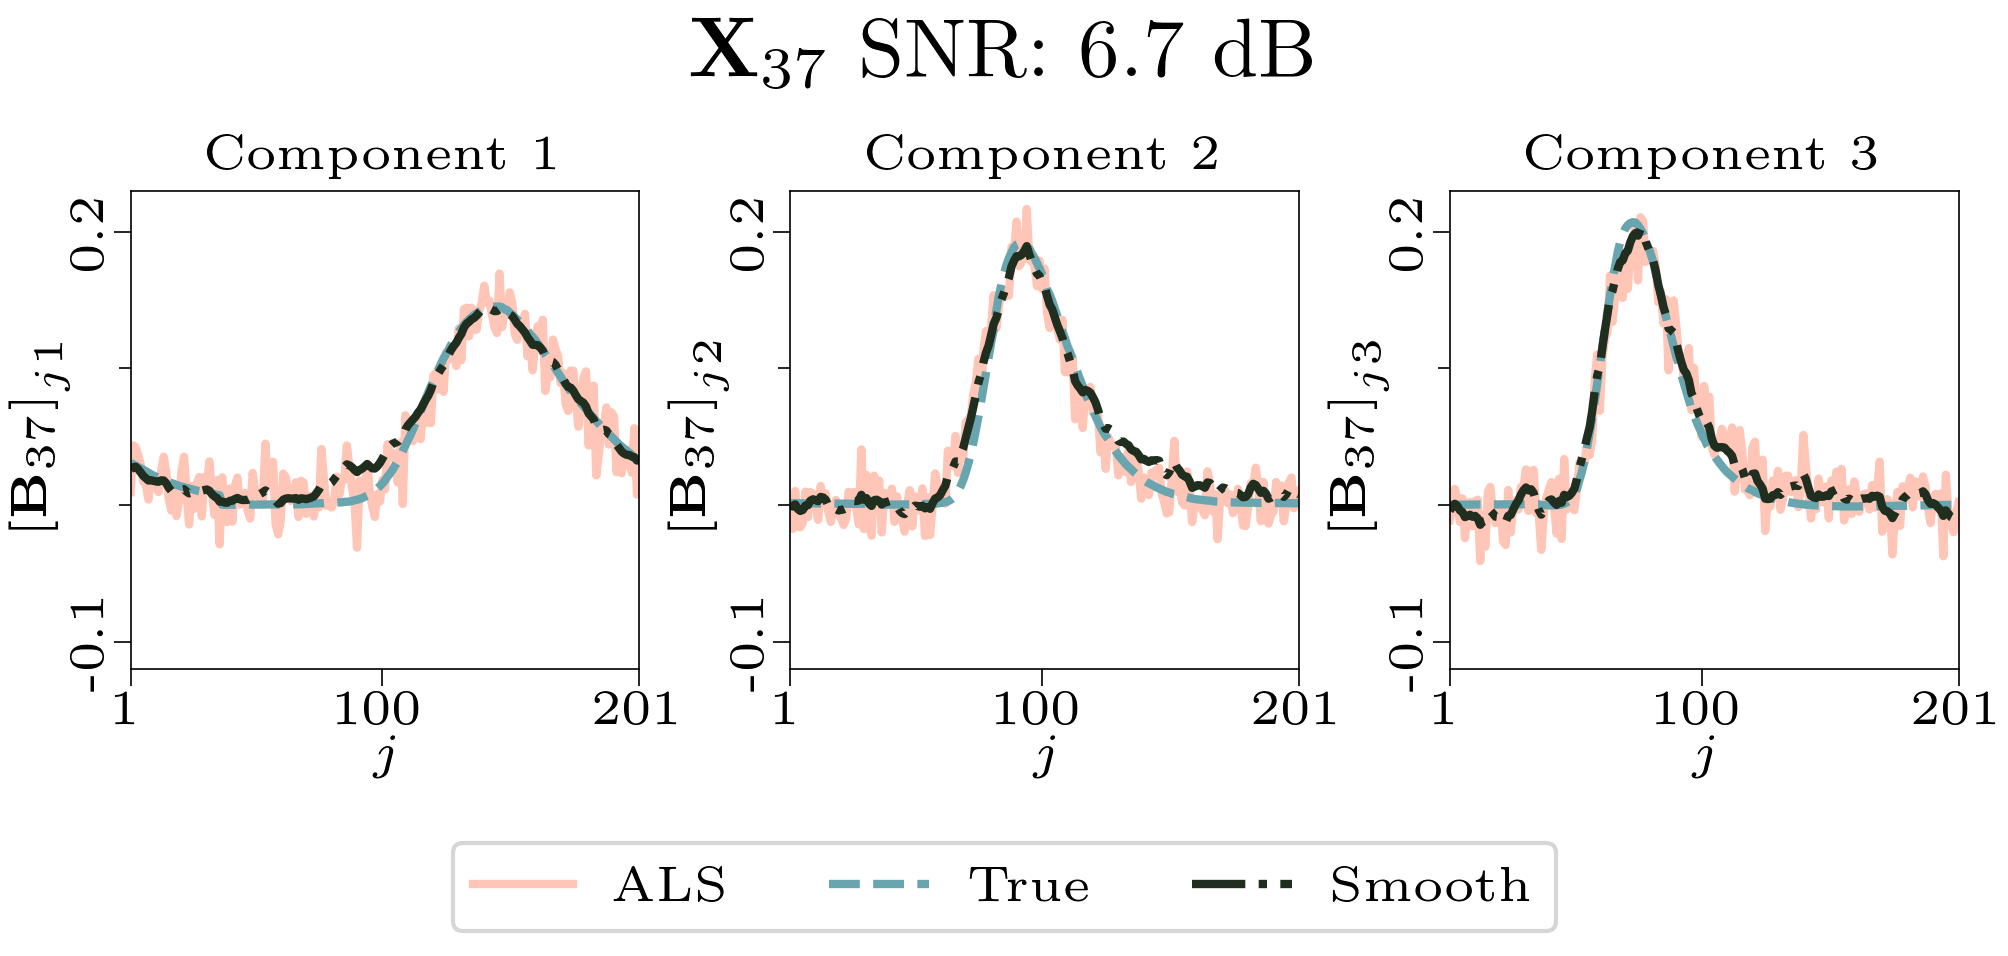 X37 SNR: 6.7 dB
Component 1
Component 2
Component 3
[B37]j1
0.2
-0.1
1
100
201
j
[B37]j2
0.2
-0.1
1
100
201
j
[B37]j3
0.2
-0.1
1
100
201
j
ALS
True
Smooth